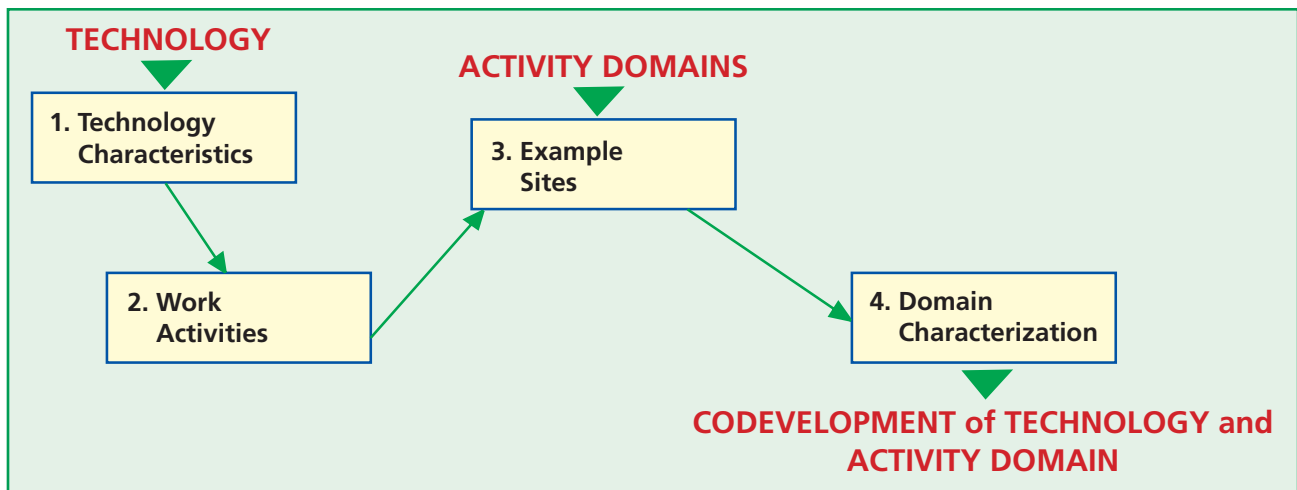 TECHNOLOGY
1. Technology
Characteristics
2. Work
Activities
ACTIVITY DOMAINS
3. Example
Sites
4. Domain
Characterization
CODEVELOPMENT of TECHNOLOGY and
ACTIVITY DOMAIN